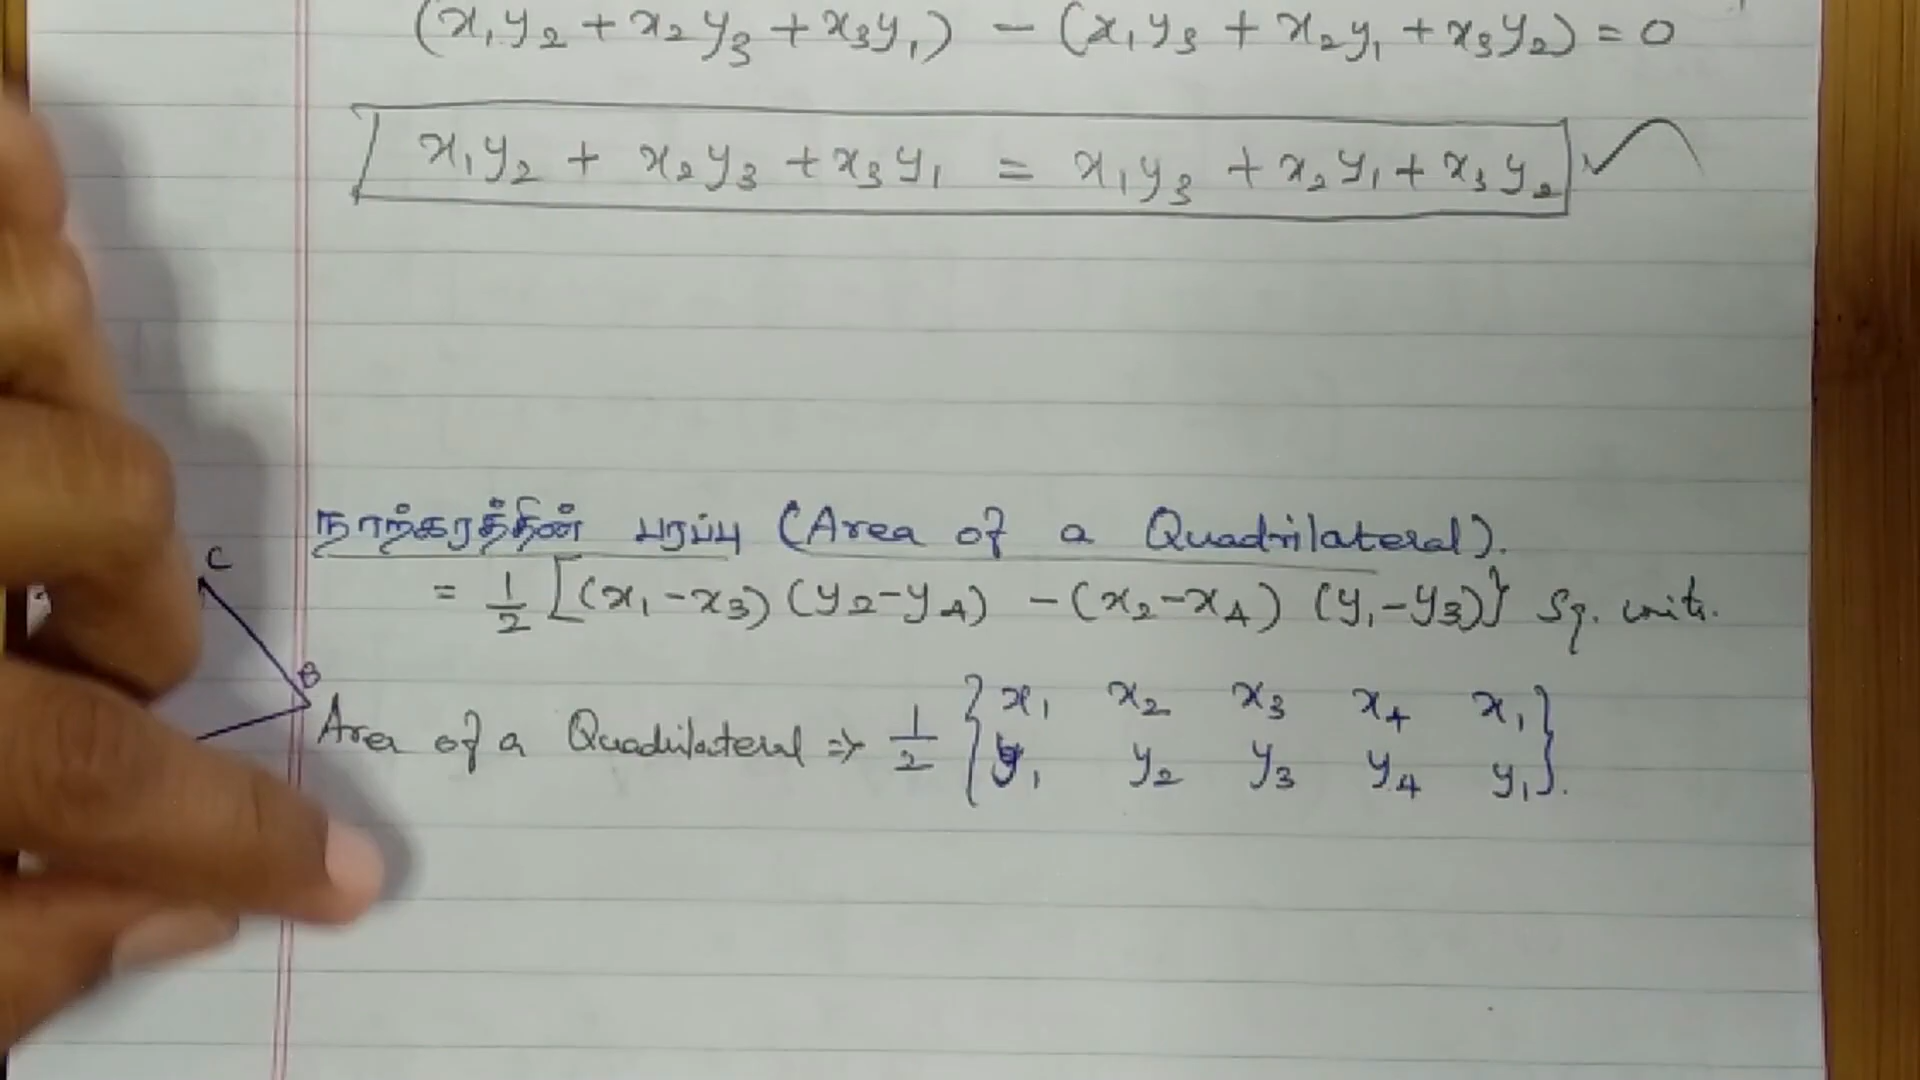 (x₁y₂ + x₂y₃ + x₃y₁) - (x₁y₃ + x₂y₁ + x₃y₂) = 0
x₁y₂ + x₂y₃ + x₃y₁ = x₁y₃ + x₂y₁ + x₃y₂
நாற்கரத்தின் பரப்பு (Area of a Quadrilateral).
= 1/2 [(x₁-x₃) (y₂-y₄) - (x₂-x₄) (y₁-y₃)} Sq. units.
C
B
Area of a Quadrilateral => 1/2 {x₁ x₂ x₃ x₄ x₁
y₁ y₂ y₃ y₄ y₁}.